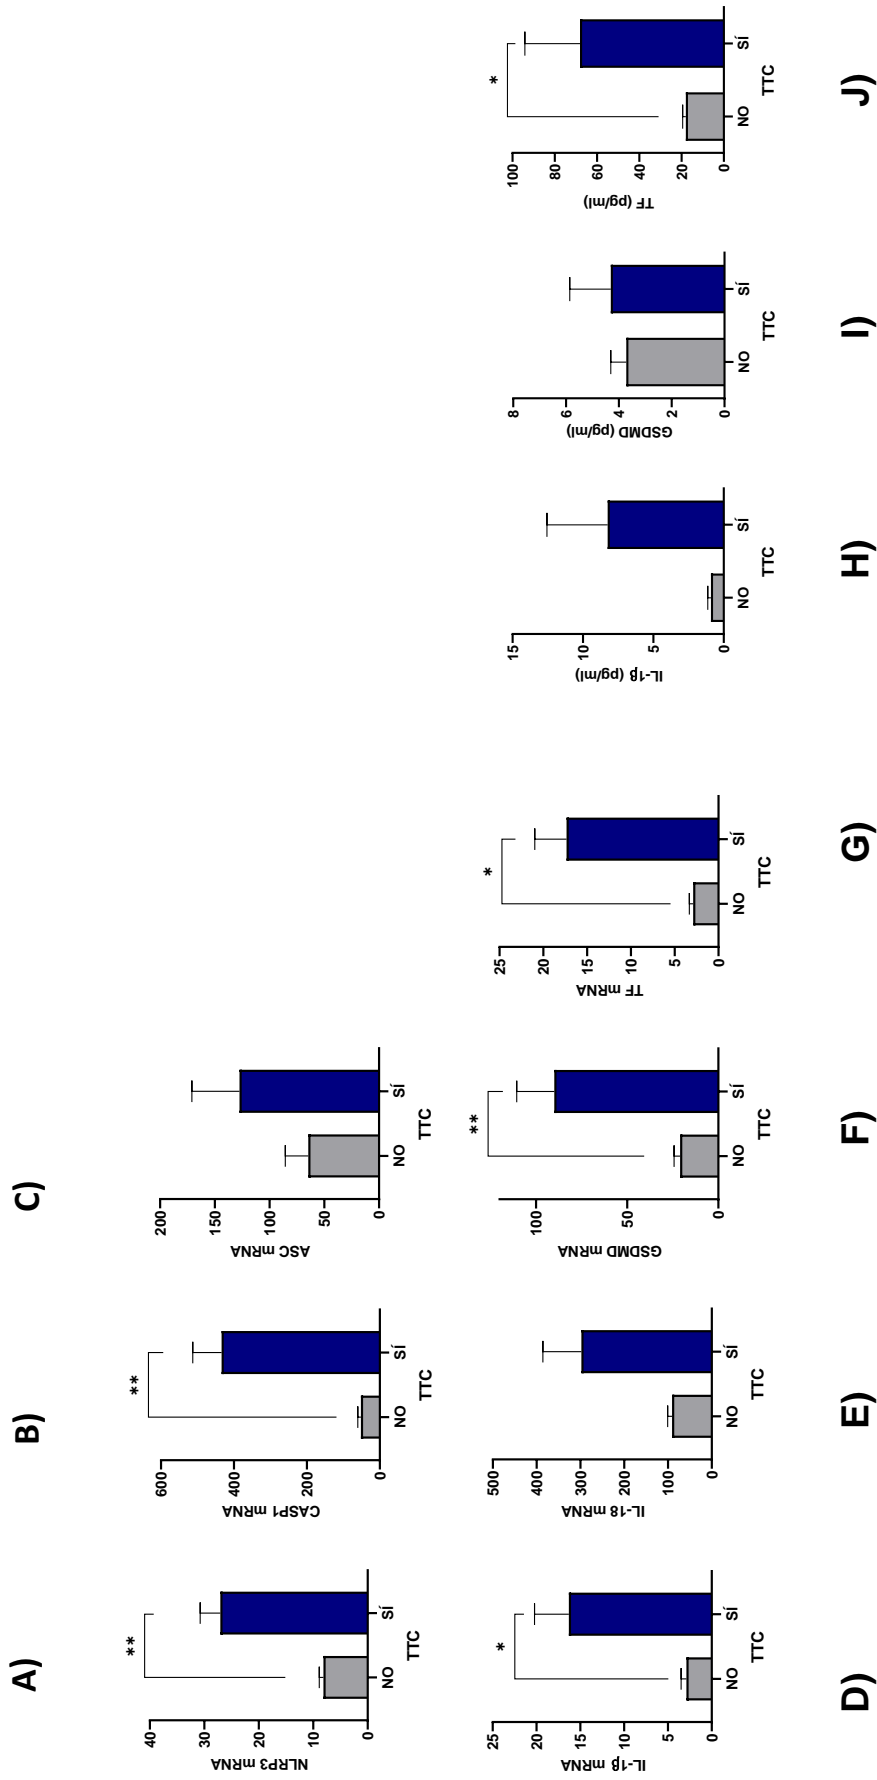 A)
B)
C)
NLRP3 mRNA
40
30
20
10
0
**
NO
SÍ
TTC
CASP1 mRNA
600
400
200
0
**
NO
SÍ
TTC
ASC mRNA
200
150
100
50
0
NO
SÍ
TTC
IL-1β mRNA
25
20
15
10
5
0
*
NO
SÍ
TTC
IL-18 mRNA
500
400
300
200
100
0
NO
SÍ
TTC
GSDMD mRNA
100
50
0
**
NO
SÍ
TTC
TF mRNA
25
20
15
10
5
0
*
NO
SÍ
TTC
IL-1β (pg/ml)
15
10
5
0
NO
SÍ
TTC
GSDMD (pg/ml)
8
6
4
2
0
NO
SÍ
TTC
TF (pg/ml)
100
80
60
40
20
0
*
NO
SÍ
TTC
D)
E)
F)
G)
H)
I)
J)